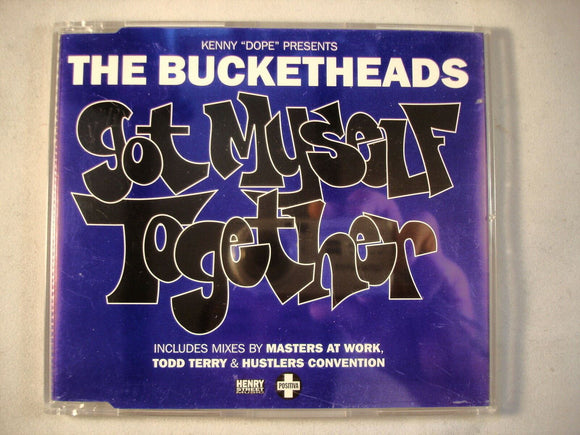 KENNY "DOPE" PRESENTS
THE BUCKETHEADS
got MyseLF
Together
INCLUDES MIXES BY MASTERS AT WORK,
TODD TERRY & HUSTLERS CONVENTION
HENRY
STREET
POSITIVA